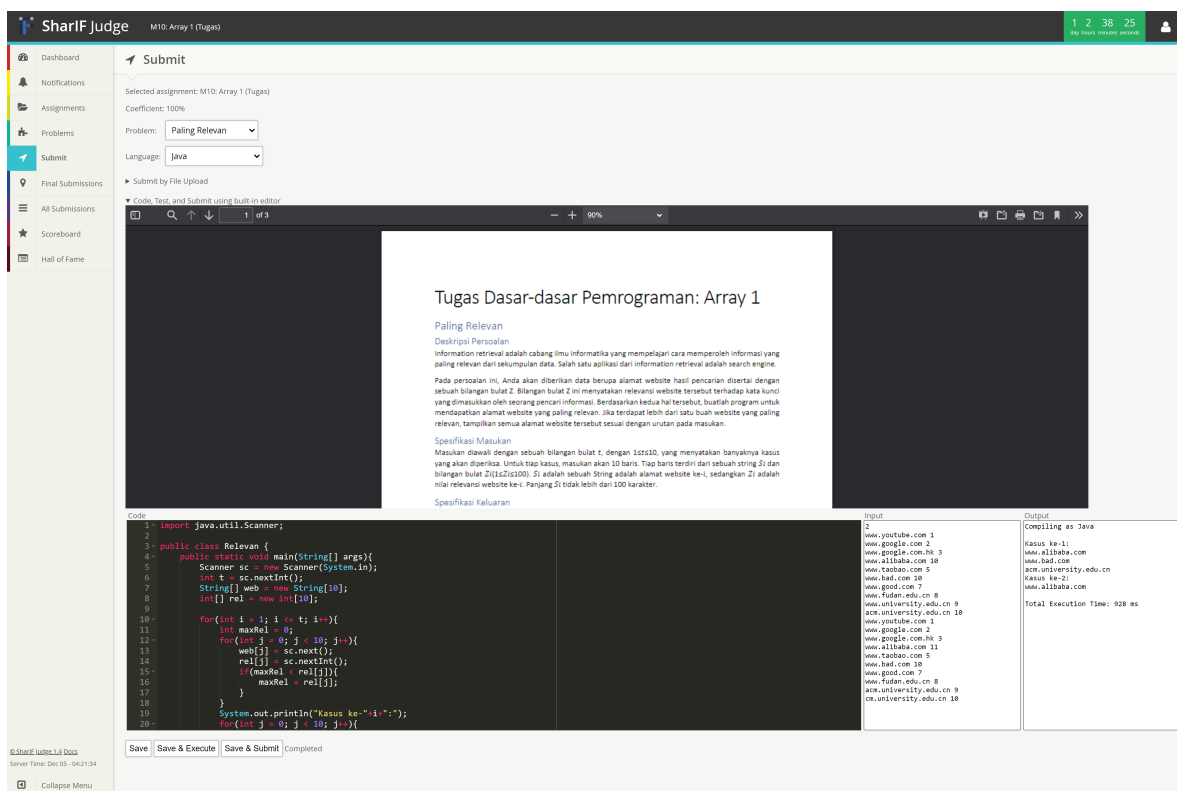 SharIF Judge
M10: Array 1 (Tugas)
1 2 38 25
day hours minutes seconds
Dashboard
Notifications
Assignments
Problems
Submit
Final Submissions
All Submissions
Scoreboard
Hall of Fame
Submit
Selected assignment: M10: Array 1 (Tugas)
Coefficient: 100%
Problem: Paling Relevan
Language: Java
Submit by File Upload
Code, Test, and Submit using built-in editor
1 of 3
90%
Tugas Dasar-dasar Pemrograman: Array 1
Paling Relevan
Deskripsi Persoalan
Information retrieval adalah cabang ilmu informatika yang mempelajari cara memperoleh informasi yang
paling relevan dari sekumpulan data. Salah satu aplikasi dari information retrieval adalah search engine.
Pada persoalan ini, Anda akan diberikan data berupa alamat website hasil pencarian disertai dengan
sebuah bilangan bulat Z. Bilangan bulat Z ini menyatakan relevansi website tersebut terhadap kata kunci
yang dimasukkan oleh seorang pencari informasi. Berdasarkan kedua hal tersebut, buatlah program untuk
mendapatkan alamat website yang paling relevan. Jika terdapat lebih dari satu buah website yang paling
relevan, tampilkan semua alamat website tersebut sesuai dengan urutan pada masukan.
Spesifikasi Masukan
Masukan diawali dengan sebuah bilangan bulat t, dengan 1≤t≤10, yang menyatakan banyaknya kasus
yang akan diperiksa. Untuk tiap kasus, masukan akan 10 baris. Tiap baris terdiri dari sebuah string Si dan
bilangan bulat Zi(1≤Zi≤100). Si adalah sebuah String adalah alamat website ke-i, sedangkan Zi adalah
nilai relevansi website ke-i. Panjang Si tidak lebih dari 100 karakter.
Spesifikasi Keluaran
Code
1 import java.util.Scanner;
2
3 public class Relevan {
4 public static void main(String[] args){
5 Scanner sc = new Scanner(System.in);
6 int t = sc.nextInt();
7 String[] web = new String[10];
8 int[] rel = new int[10];
9
10 for(int i = 1; i <= t; i++){
11 int maxRel = 0;
12 for(int j = 0; j < 10; j++){
13 web[j] = sc.next();
14 rel[j] = sc.nextInt();
15 if(maxRel < rel[j]){
16 maxRel = rel[j];
17 }
18 }
19 System.out.println("Kasus ke-"+i+":");
20 for(int j = 0; j < 10; j++){
Input
2
www.youtube.com 1
www.google.com 2
www.google.com.hk 3
www.alibaba.com 10
www.taobao.com 5
www.bad.com 10
www.good.com 7
www.fudan.edu.cn 8
www.university.edu.cn 9
acm.university.edu.cn 10
www.youtube.com 1
www.google.com 2
www.google.com.hk 3
www.alibaba.com 11
www.taobao.com 5
www.bad.com 10
www.good.com 7
www.fudan.edu.cn 8
acm.university.edu.cn 9
cm.university.edu.cn 10
Output
Compiling as Java
Kasus ke-1:
www.alibaba.com
www.bad.com
acm.university.edu.cn
Kasus ke-2:
www.alibaba.com
Total Execution Time: 928 ms
Save
Save & Execute
Save & Submit
Completed
© SharIF Judge 1.4 Docs
Server Time: Dec 05 - 04:21:34
Collapse Menu